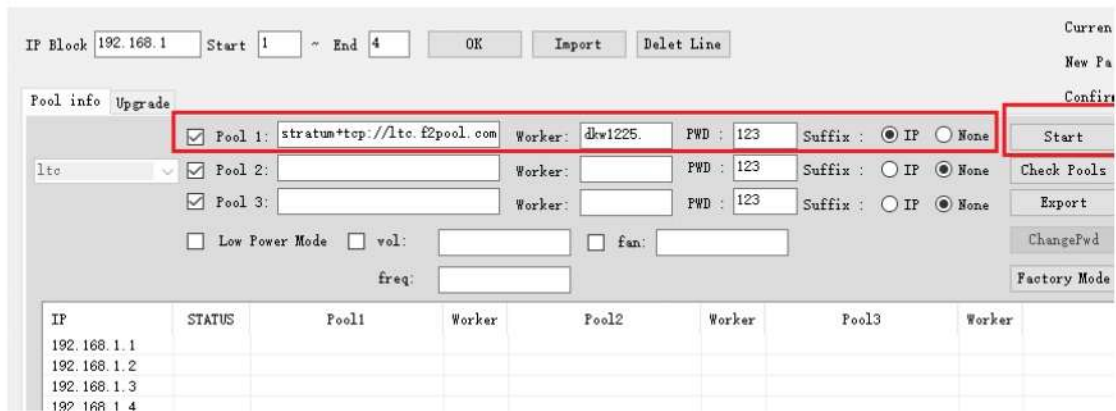 IP Block 192.168.1 Start 1 ~ End 4 OK Import Delet Line
Curren
New Pa
Confir
Pool info Upgrade
Pool 1: stratum+tcp://ltc.f2pool.com Worker: dkw1225. PWD : 123 Suffix : IP None Start
ltc Pool 2: Worker: PWD : 123 Suffix : IP None Check Pools
Pool 3: Worker: PWD : 123 Suffix : IP None Export
Low Power Mode vol: fan: ChangePwd
freq: Factory Mode
IP STATUS Pool1 Worker Pool2 Worker Pool3 Worker
192.168.1.1
192.168.1.2
192.168.1.3
192.168.1.4